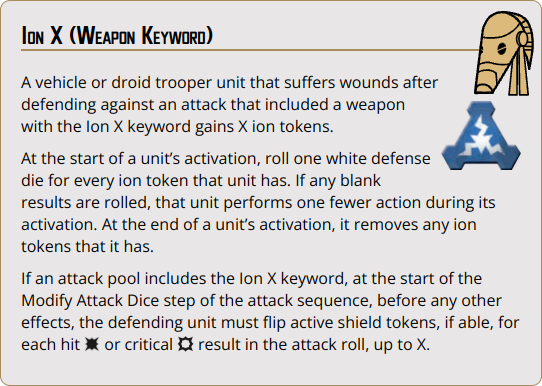 Ion X (Weapon Keyword)
A vehicle or droid trooper unit that suffers wounds after
defending against an attack that included a weapon
with the Ion X keyword gains X ion tokens.
At the start of a unit’s activation, roll one white defense
die for every ion token that unit has. If any blank
results are rolled, that unit performs one fewer action during its
activation. At the end of a unit’s activation, it removes any ion
tokens that it has.
If an attack pool includes the Ion X keyword, at the start of the
Modify Attack Dice step of the attack sequence, before any other
effects, the defending unit must flip active shield tokens, if able, for
each hit or critical result in the attack roll, up to X.